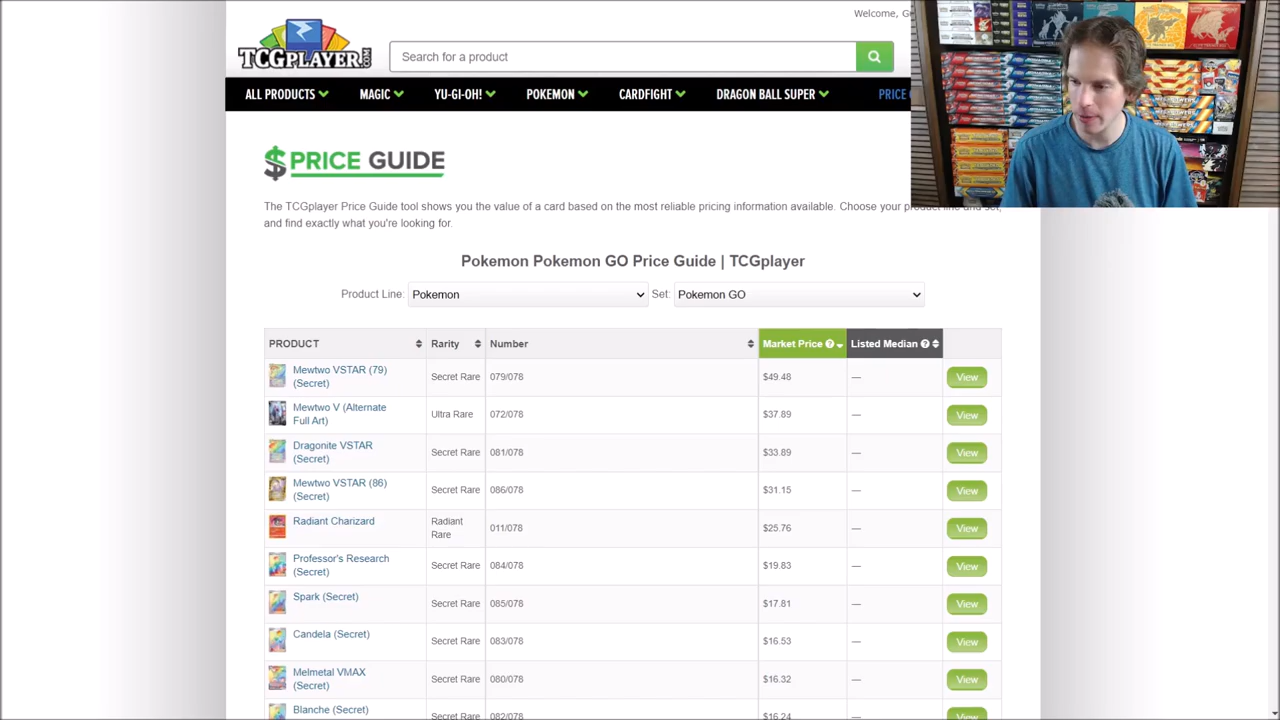 Welcome, G
TCGPLAYER.COM
Search for a product
ALL PRODUCTS
MAGIC
YU-GI-OH!
POKEMON
CARDFIGHT
DRAGON BALL SUPER
PRICE
$PRICE GUIDE
The TCGplayer Price Guide tool shows you the value of a card based on the most reliable pricing information available. Choose your product line and set,
and find exactly what you're looking for.
Pokemon Pokemon GO Price Guide | TCGplayer
Product Line: Pokemon Set: Pokemon GO
PRODUCT Rarity Number Market Price Listed Median
Mewtwo VSTAR (79)
(Secret)
Secret Rare 079/078 $49.48 — View
Mewtwo V (Alternate
Full Art)
Ultra Rare 072/078 $37.89 — View
Dragonite VSTAR
(Secret)
Secret Rare 081/078 $33.89 — View
Mewtwo VSTAR (86)
(Secret)
Secret Rare 086/078 $31.15 — View
Radiant Charizard
Radiant
Rare
011/078 $25.76 — View
Professor's Research
(Secret)
Secret Rare 084/078 $19.83 — View
Spark (Secret) Secret Rare 085/078 $17.81 — View
Candela (Secret) Secret Rare 083/078 $16.53 — View
Melmetal VMAX
(Secret)
Secret Rare 080/078 $16.32 — View
Blanche (Secret) Secret Rare 082/078 $16.24 — View